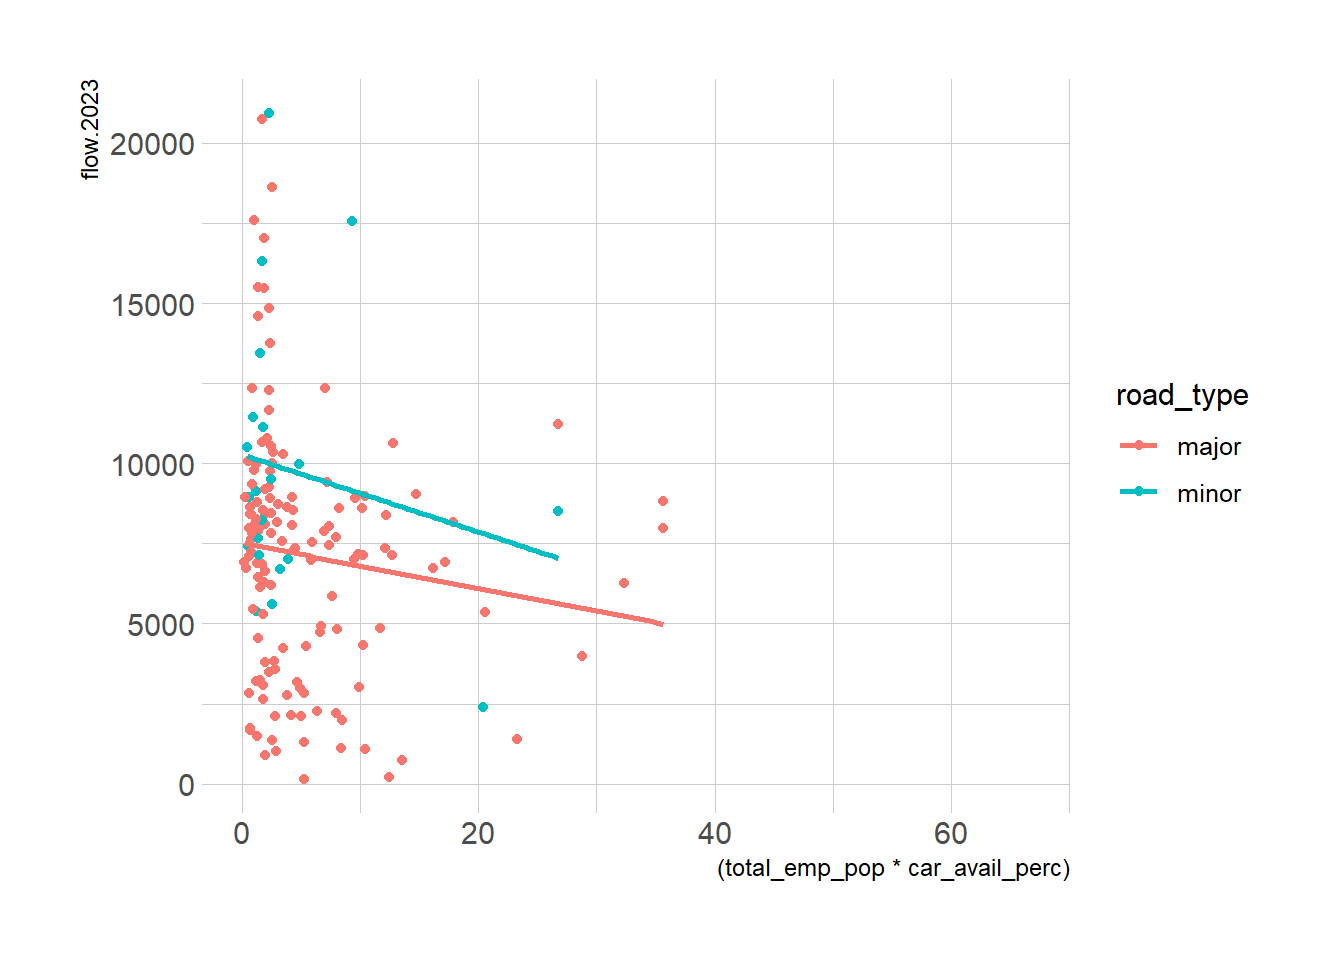 flow.2023
20000
15000
10000
5000
0
0 20 40 60
(total_emp_pop * car_avail_perc)
road_type
major
minor